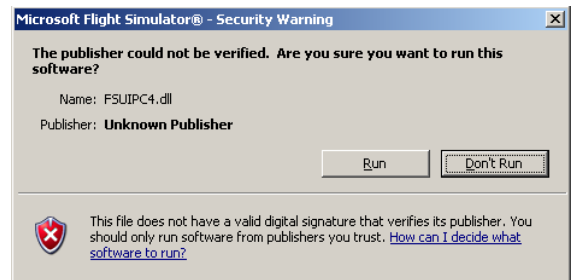 Microsoft Flight Simulator® - Security Warning
The publisher could not be verified. Are you sure you want to run this
software?
Name: FSUIPC4.dll
Publisher: Unknown Publisher
Run
Don't Run
This file does not have a valid digital signature that verifies its publisher. You
should only run software from publishers you trust. How can I decide what
software to run?